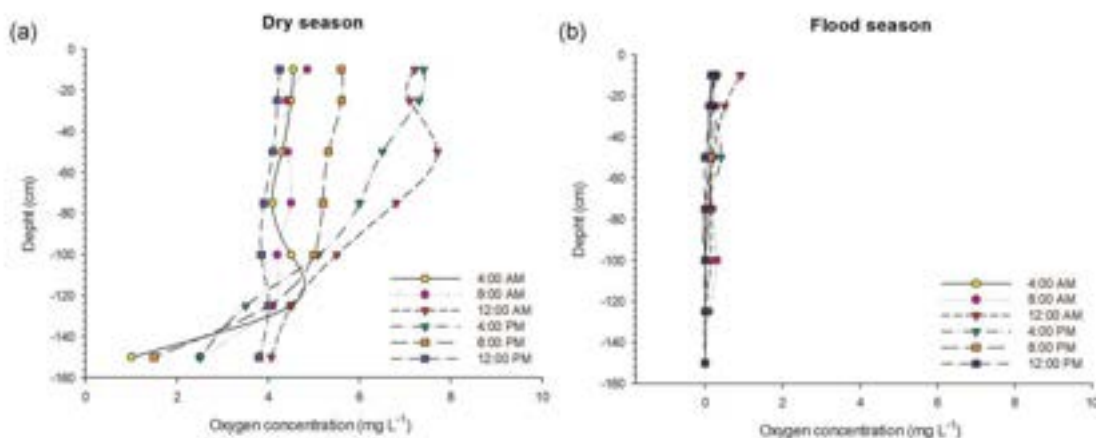 (a)
Dry season
0
-20
-40
-60
-80
-100
-120
-140
-160
Depht (cm)
4:00 AM
8:00 AM
12:00 AM
4:00 PM
8:00 PM
12:00 PM
0 2 4 6 8 10
Oxygen concentration (mg L⁻¹)
(b)
Flood season
0
-20
-40
-60
-80
-100
-120
-140
-160
Depht (cm)
4:00 AM
8:00 AM
12:00 AM
4:00 PM
8:00 PM
12:00 PM
0 2 4 6 8 10
Oxygen concentration (mg L⁻¹)